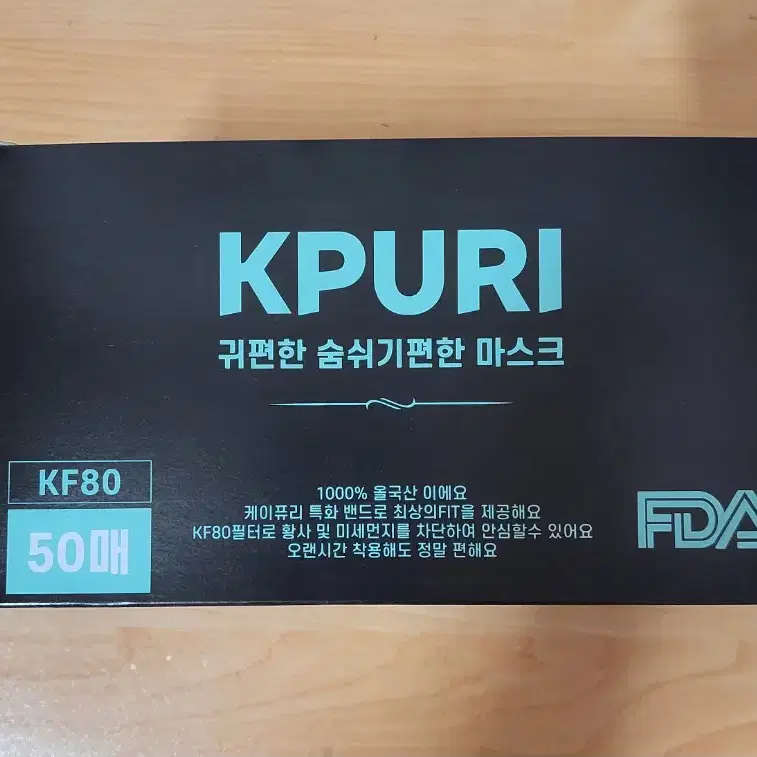 KPURI
귀편한 숨쉬기편한 마스크
KF80
50매
1000% 올국산 이에요
케이퓨리 특화 밴드로 최상의FIT을 제공해요
KF80필터로 황사 및 미세먼지를 차단하여 안심할수 있어요
오랜시간 착용해도 정말 편해요
FDA